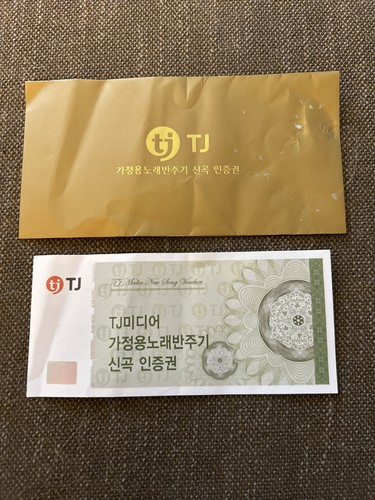 tj TJ
가정용노래반주기 신곡 인증권
tj TJ
TJ Media New Song Voucher
TJ미디어
가정용노래반주기
신곡 인증권